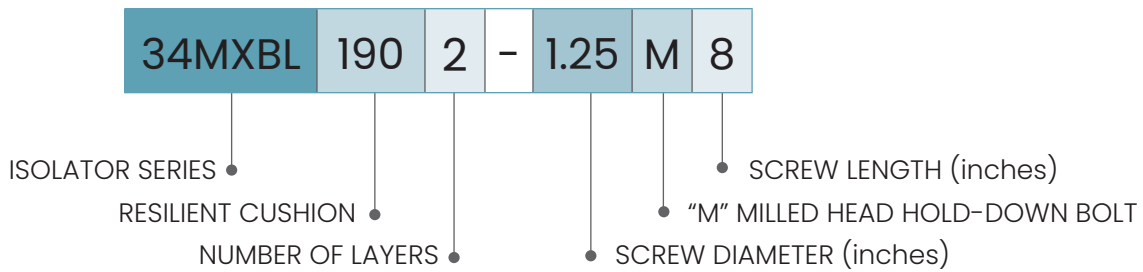 34MXBL 190 2 - 1.25 M 8
ISOLATOR SERIES
SCREW LENGTH (inches)
RESILIENT CUSHION
"M" MILLED HEAD HOLD-DOWN BOLT
NUMBER OF LAYERS
SCREW DIAMETER (inches)